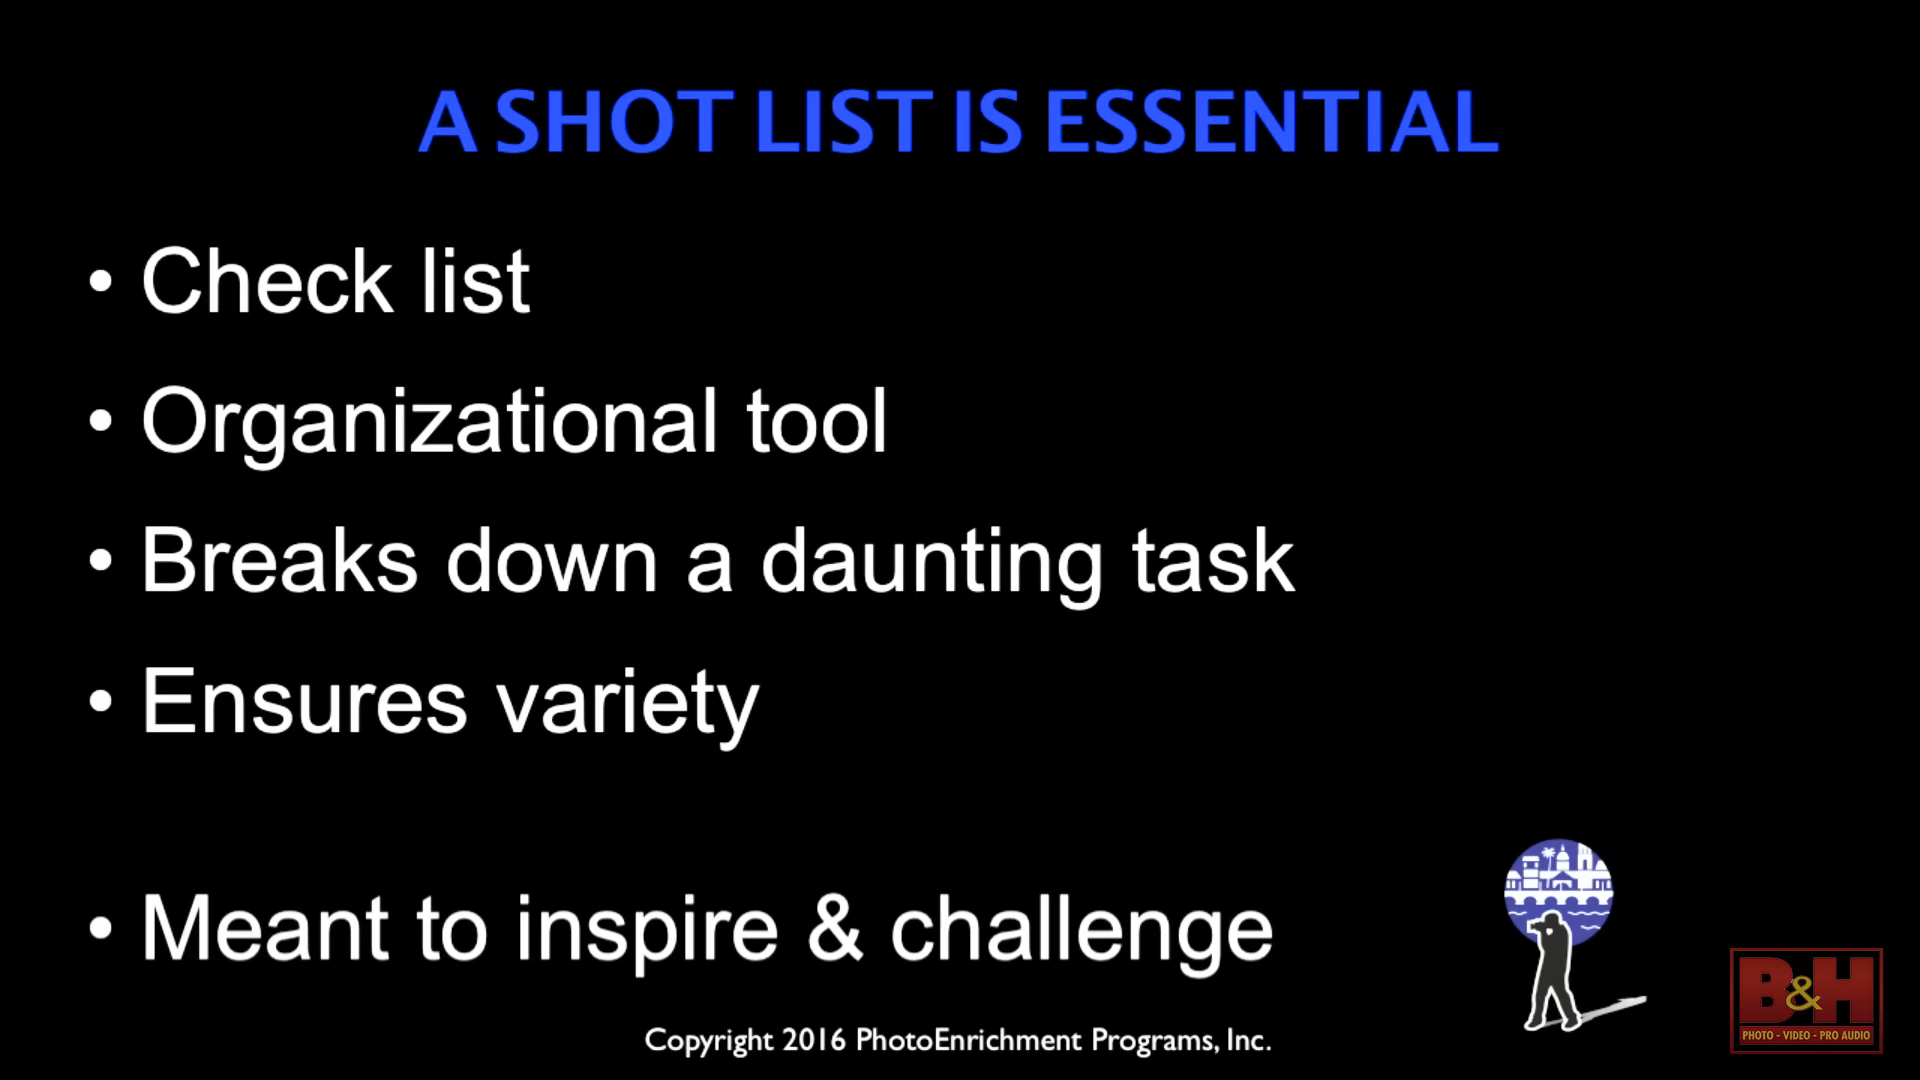 A SHOT LIST IS ESSENTIAL
• Check list
• Organizational tool
• Breaks down a daunting task
• Ensures variety
• Meant to inspire & challenge
Copyright 2016 PhotoEnrichment Programs, Inc.
B&H
PHOTO - VIDEO - PRO AUDIO